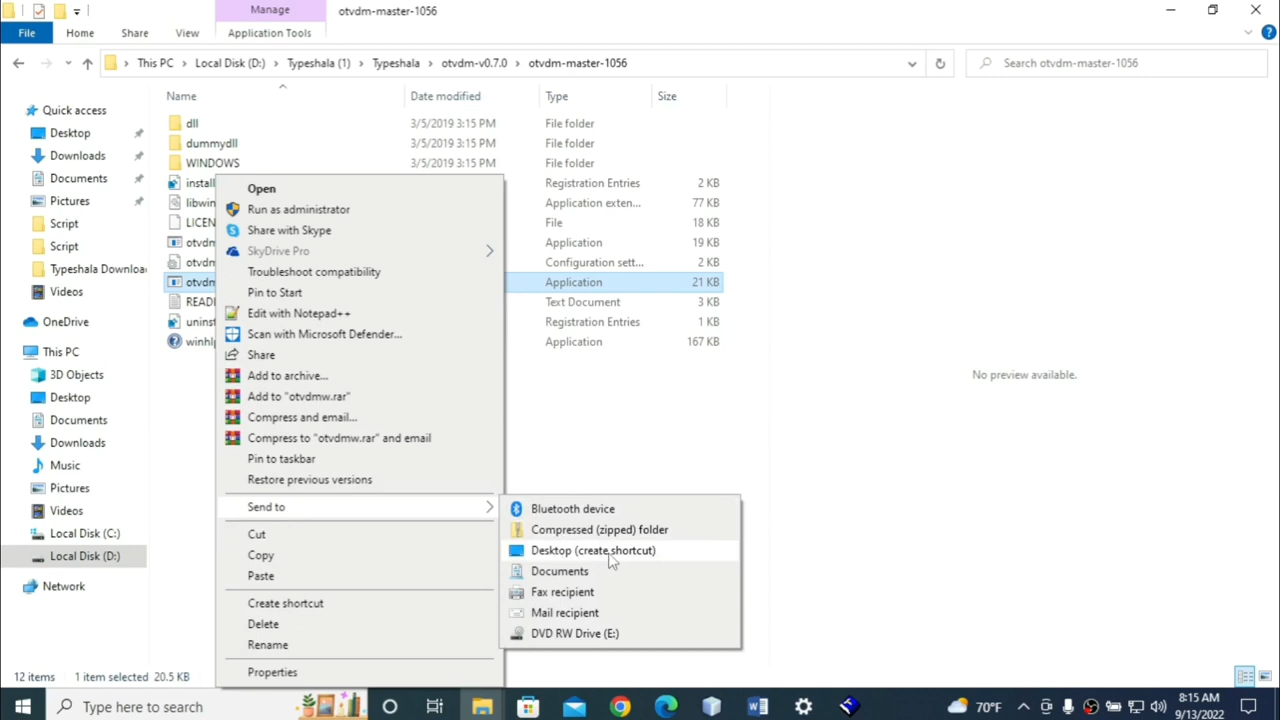 Manage
otvdm-master-1056
File
Home
Share
View
Application Tools
This PC
Local Disk (D:)
Typeshala (1)
Typeshala
otvdm-v0.7.0
otvdm-master-1056
Search otvdm-master-1056
Name
Date modified
Type
Size
Quick access
Desktop
Downloads
Documents
Pictures
Script
Script
Typeshala Downloa
Videos
OneDrive
This PC
3D Objects
Desktop
Documents
Downloads
Music
Pictures
Videos
Local Disk (C:)
Local Disk (D:)
Network
dll 3/5/2019 3:15 PM File folder
dummydll 3/5/2019 3:15 PM File folder
WINDOWS 3/5/2019 3:15 PM File folder
install Registration Entries 2 KB
libwin Application exten... 77 KB
LICEN File 18 KB
otvdm Application 19 KB
otvdm Configuration sett... 2 KB
otvdm Application 21 KB
READ Text Document 3 KB
uninst Registration Entries 1 KB
winhlp Application 167 KB
Open
Run as administrator
Share with Skype
SkyDrive Pro
Troubleshoot compatibility
Pin to Start
Edit with Notepad++
Scan with Microsoft Defender...
Share
Add to archive...
Add to "otvdmw.rar"
Compress and email...
Compress to "otvdmw.rar" and email
Pin to taskbar
Restore previous versions
Send to
Cut
Copy
Paste
Create shortcut
Delete
Rename
Properties
Bluetooth device
Compressed (zipped) folder
Desktop (create shortcut)
Documents
Fax recipient
Mail recipient
DVD RW Drive (E:)
No preview available.
12 items
1 item selected 20.5 KB
Type here to search
70°F
8:15 AM
9/13/2022